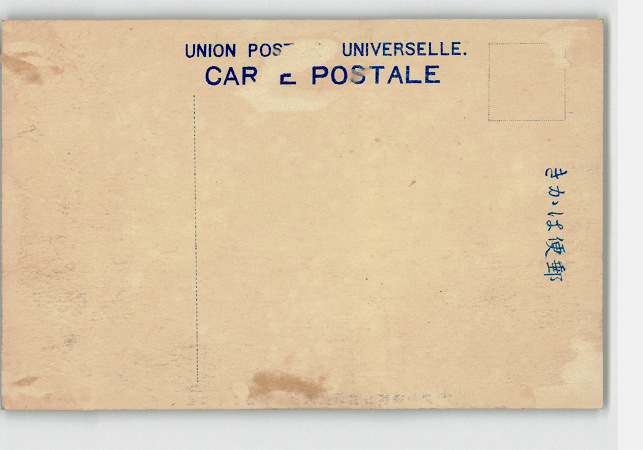 UNION POST UNIVERSELLE.
CAR E POSTALE
きかは便郵